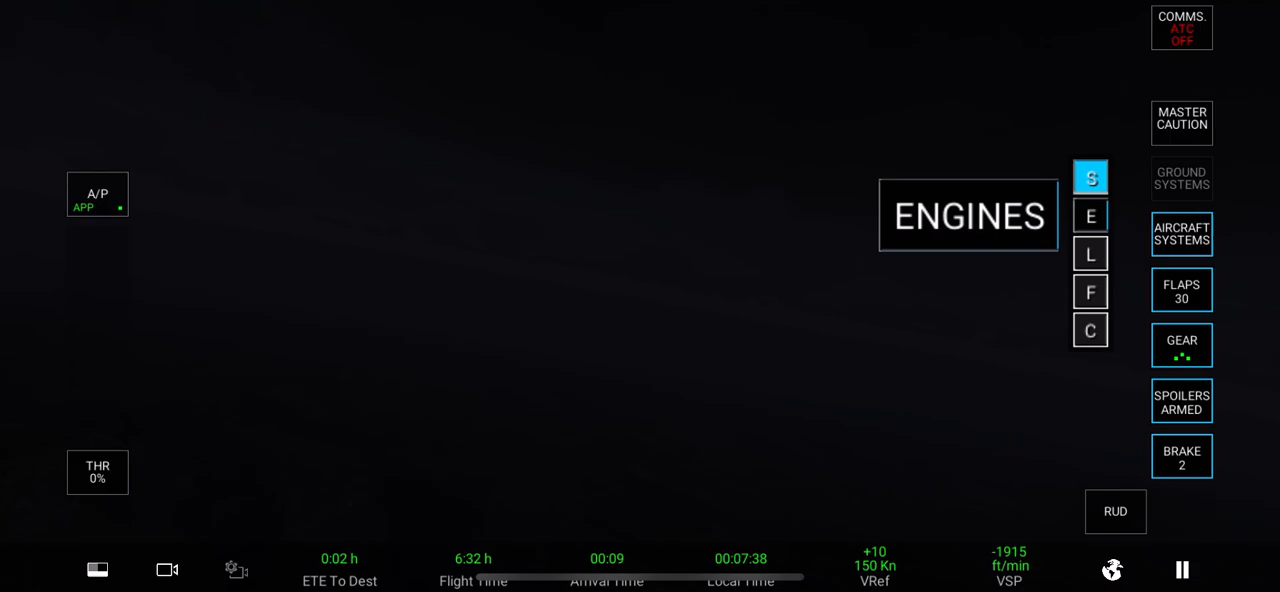 COMMS.
ATC
OFF
MASTER
CAUTION
GROUND
SYSTEMS
A/P
APP
S
ENGINES
E
AIRCRAFT
SYSTEMS
L
FLAPS
30
F
C
GEAR
SPOILERS
ARMED
BRAKE
2
THR
0%
RUD
0:02 h
ETE To Dest
6:32 h
Flight Time
00:09
Arrival Time
00:07:38
Local Time
+10
150 Kn
VRef
-1915
ft/min
VSP